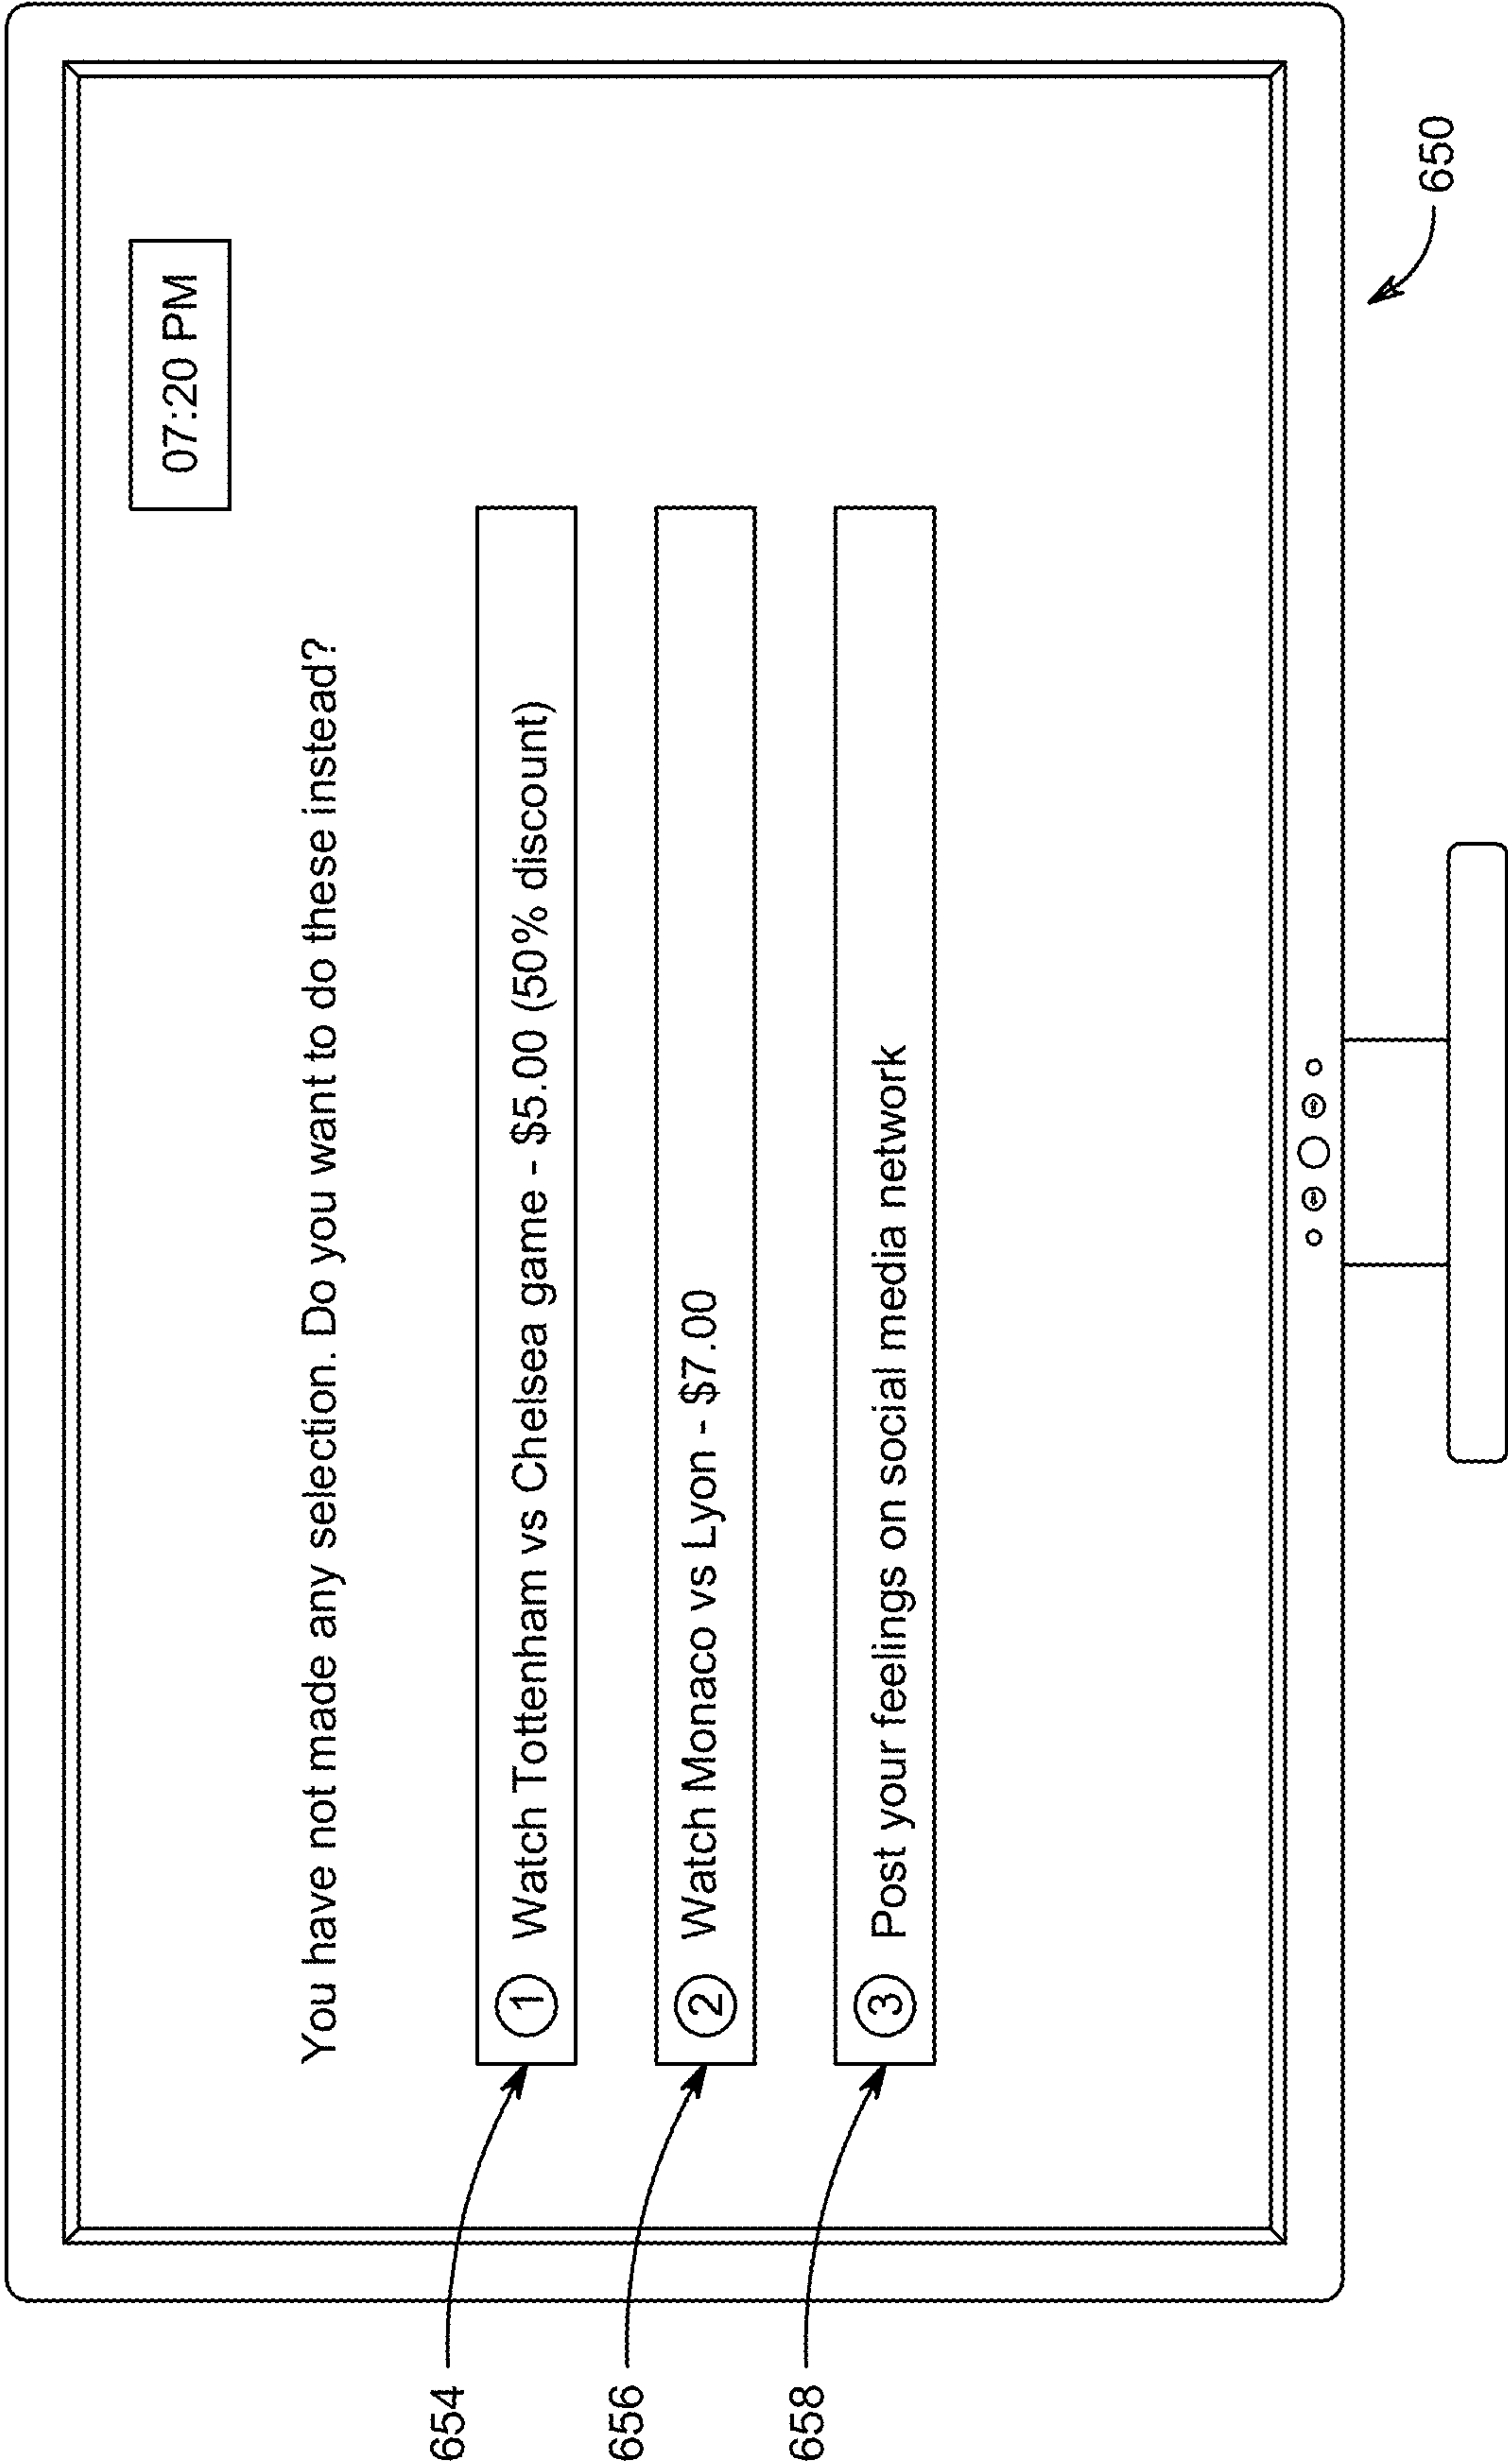 07:20 PM
You have not made any selection. Do you want to do these instead?
654
1 Watch Tottenham vs Chelsea game - $5.00 (50% discount)
656
2 Watch Monaco vs Lyon - $7.00
658
3 Post your feelings on social media network
650